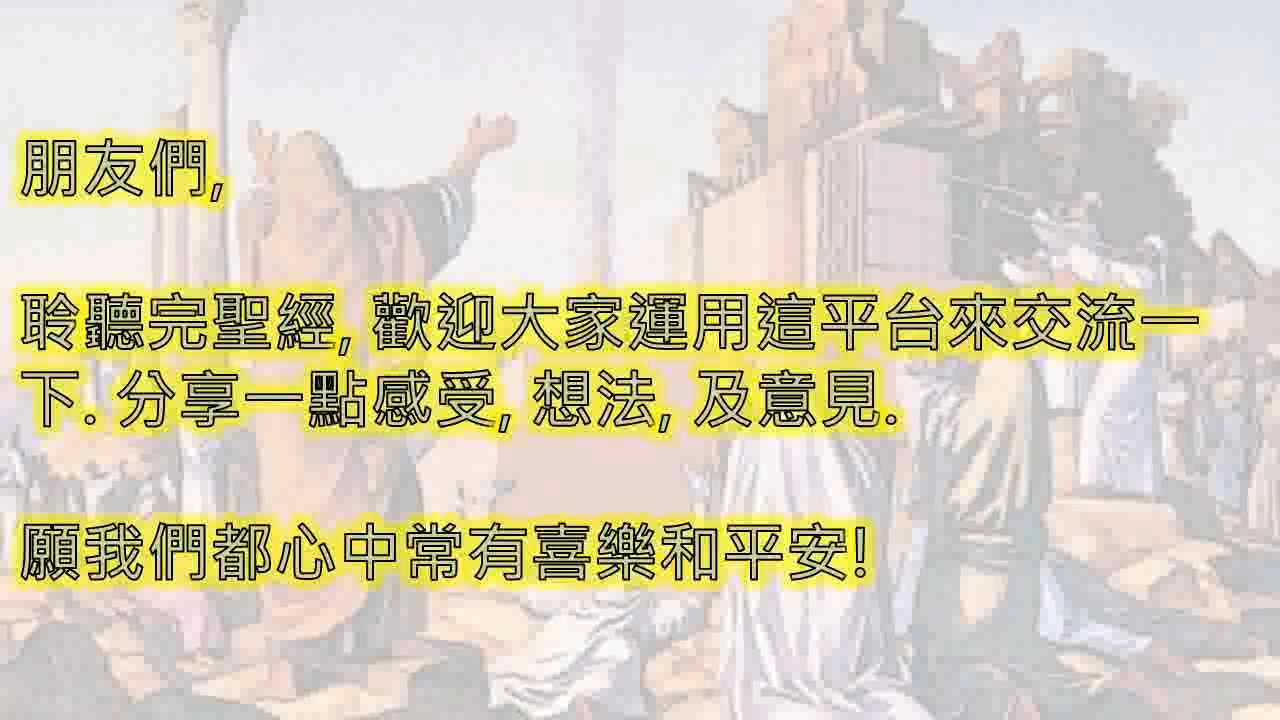 朋友們,
聆聽完聖經, 歡迎大家運用這平台來交流一
下. 分享一點感受, 想法, 及意見.
願我們都心中常有喜樂和平安!